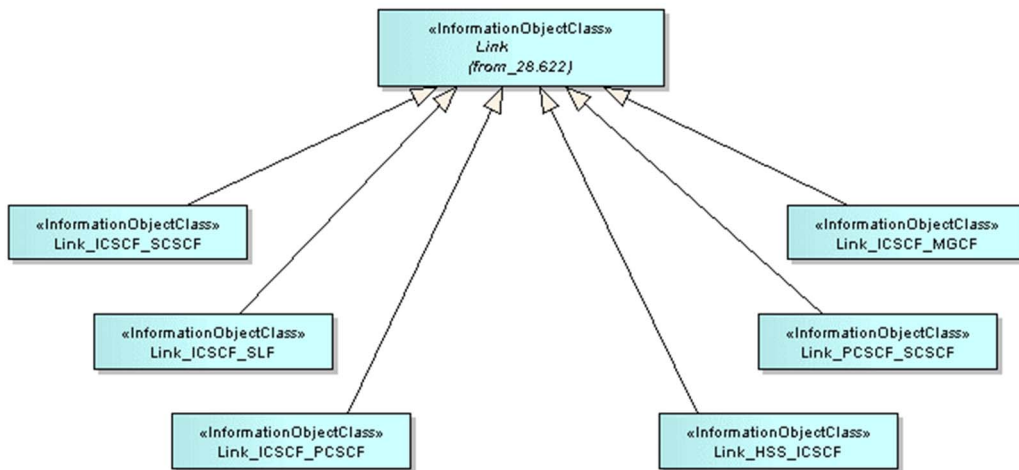 «InformationObjectClass»
Link
(from_28.622)
«InformationObjectClass»
Link_ICSCF_SCSCF
«InformationObjectClass»
Link_ICSCF_MGCF
«InformationObjectClass»
Link_ICSCF_SLF
«InformationObjectClass»
Link_PCSCF_SCSCF
«InformationObjectClass»
Link_ICSCF_PCSCF
«InformationObjectClass»
Link_HSS_ICSCF